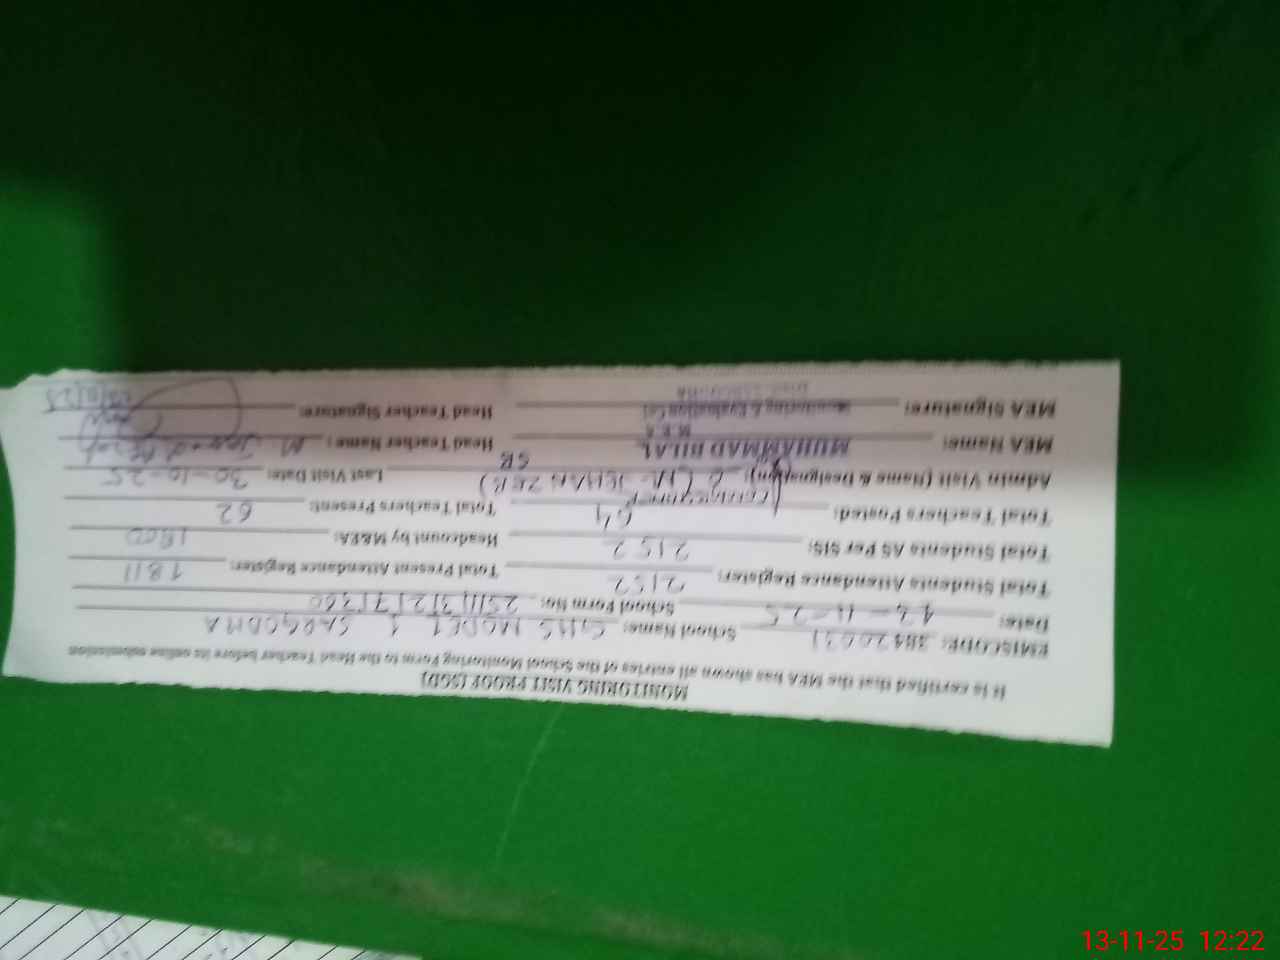 MONITORING VISIT PROOF (SGD)
It is certified that the MEA has shown all entries of the School Monitoring Form to the Head Teacher before its online submission
EMISCODE: 38420031 School Name: GHS MODEL 1 SARGODHA
Date: 13-11-25 School Form No:
Total Students Attendance Register: 2152 Total Present Attendance Register: 1811
Total Students AS Per SIS: 2152 Headcount by M&EA: 1800
Total Teachers Posted: 64 Total Teachers Present: 62
Admin Visit (Name & Designation): COMMISSIONER (M. JEHANZEB) Last Visit Date: 30-10-25
MEA Name: MUHAMMAD BILAL Head Teacher Name: M
M.E.A
Monitoring & Evaluation Cell
MEA Signature: Head Teacher Signature:
13-11-25 12:22